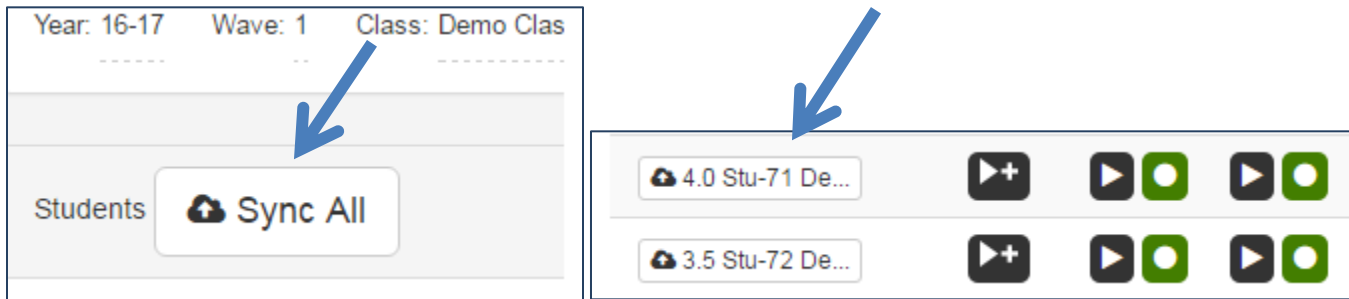 Year: 16-17 Wave: 1 Class: Demo Clas
Students Sync All
4.0 Stu-71 De...
3.5 Stu-72 De...